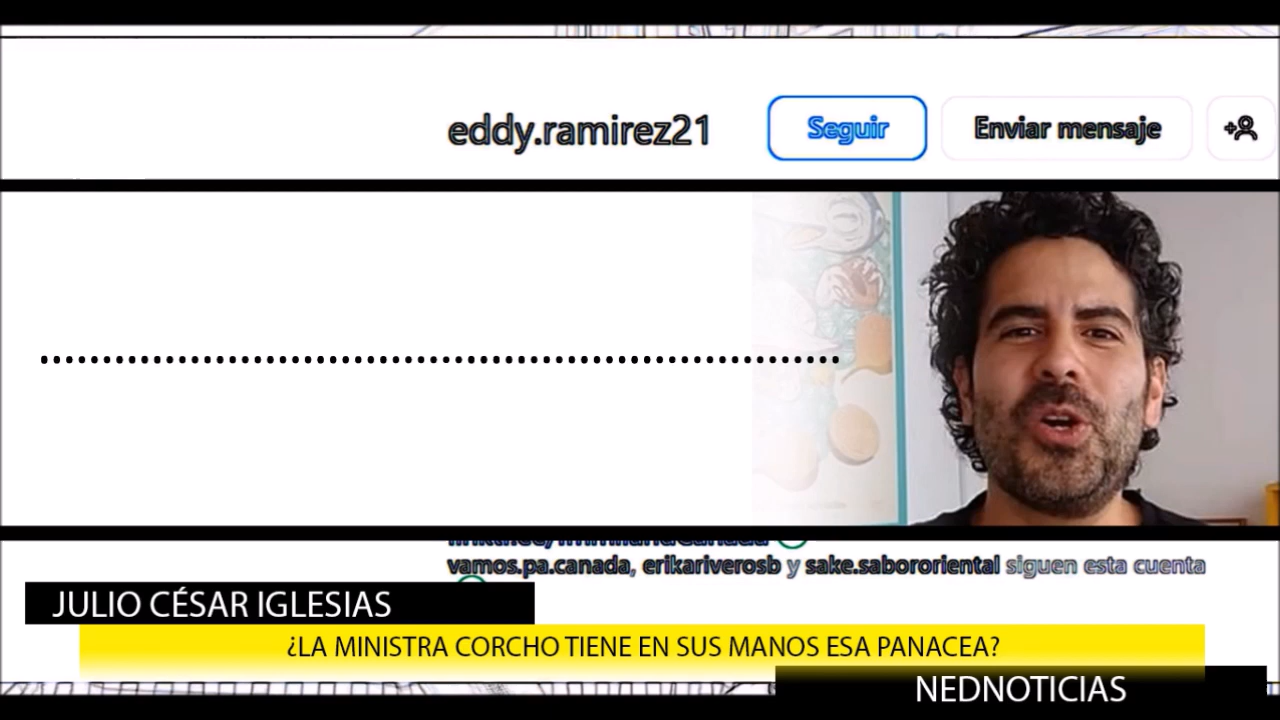 eddy.ramirez21 Seguir Enviar mensaje
vamos.pa.canada, erikariverosb y sake.sabororiental siguen esta cuenta
JULIO CÉSAR IGLESIAS
¿LA MINISTRA CORCHO TIENE EN SUS MANOS ESA PANACEA?
NEDNOTICIAS